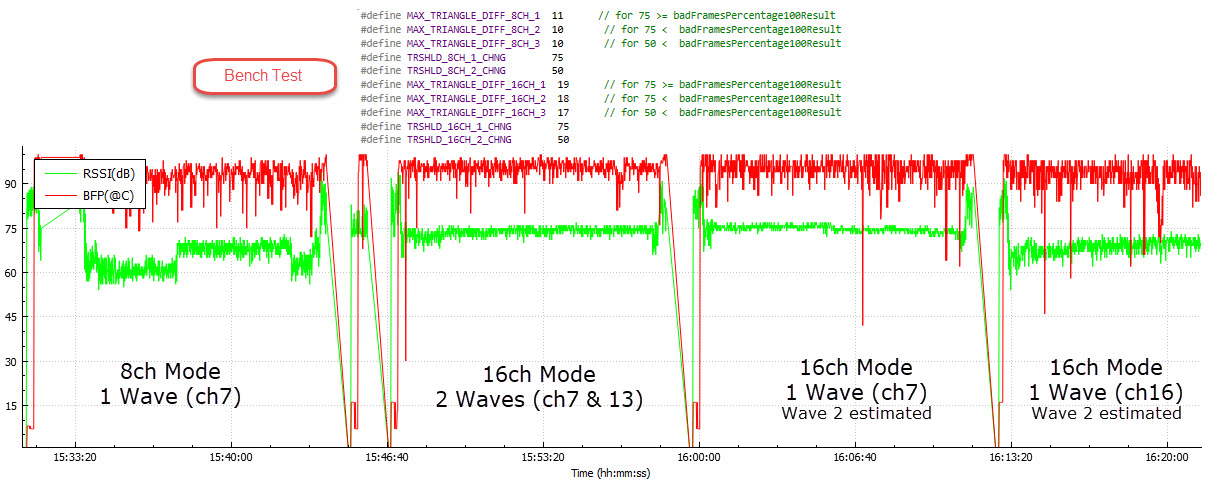 #define MAX_TRIANGLE_DIFF_8CH_1 11 // for 75 >= badFramesPercentage100Result
#define MAX_TRIANGLE_DIFF_8CH_2 10 // for 75 < badFramesPercentage100Result
#define MAX_TRIANGLE_DIFF_8CH_3 10 // for 50 < badFramesPercentage100Result
#define TRSHLD_8CH_1_CHNG 75
#define TRSHLD_8CH_2_CHNG 50
#define MAX_TRIANGLE_DIFF_16CH_1 19 // for 75 >= badFramesPercentage100Result
#define MAX_TRIANGLE_DIFF_16CH_2 18 // for 75 < badFramesPercentage100Result
#define MAX_TRIANGLE_DIFF_16CH_3 17 // for 50 < badFramesPercentage100Result
#define TRSHLD_16CH_1_CHNG 75
#define TRSHLD_16CH_2_CHNG 50
Bench Test
RSSI(dB)
BFP(@C)
90
75
60
45
30
15
8ch Mode
1 Wave (ch7)
16ch Mode
2 Waves (ch7 & 13)
16ch Mode
1 Wave (ch7)
Wave 2 estimated
16ch Mode
1 Wave (ch16)
Wave 2 estimated
15:33:20 15:40:00 15:46:40 15:53:20 16:00:00 16:06:40 16:13:20 16:20:00
Time (hh:mm:ss)